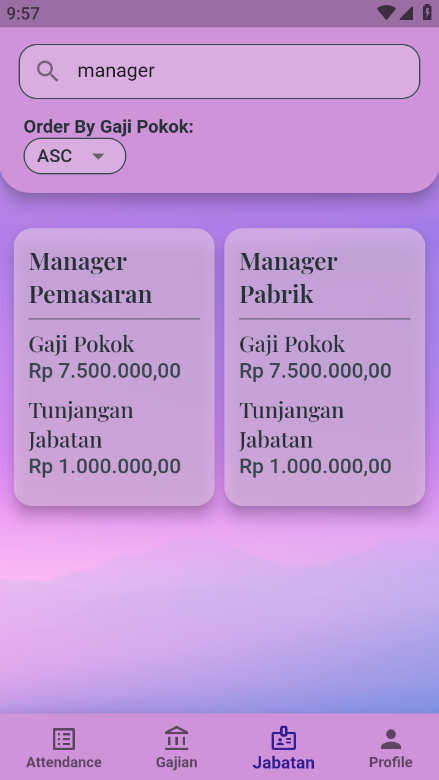 9:57
manager
Order By Gaji Pokok:
ASC
Manager
Pemasaran
Gaji Pokok
Rp 7.500.000,00
Tunjangan
Jabatan
Rp 1.000.000,00
Manager
Pabrik
Gaji Pokok
Rp 7.500.000,00
Tunjangan
Jabatan
Rp 1.000.000,00
Attendance
Gajian
Jabatan
Profile